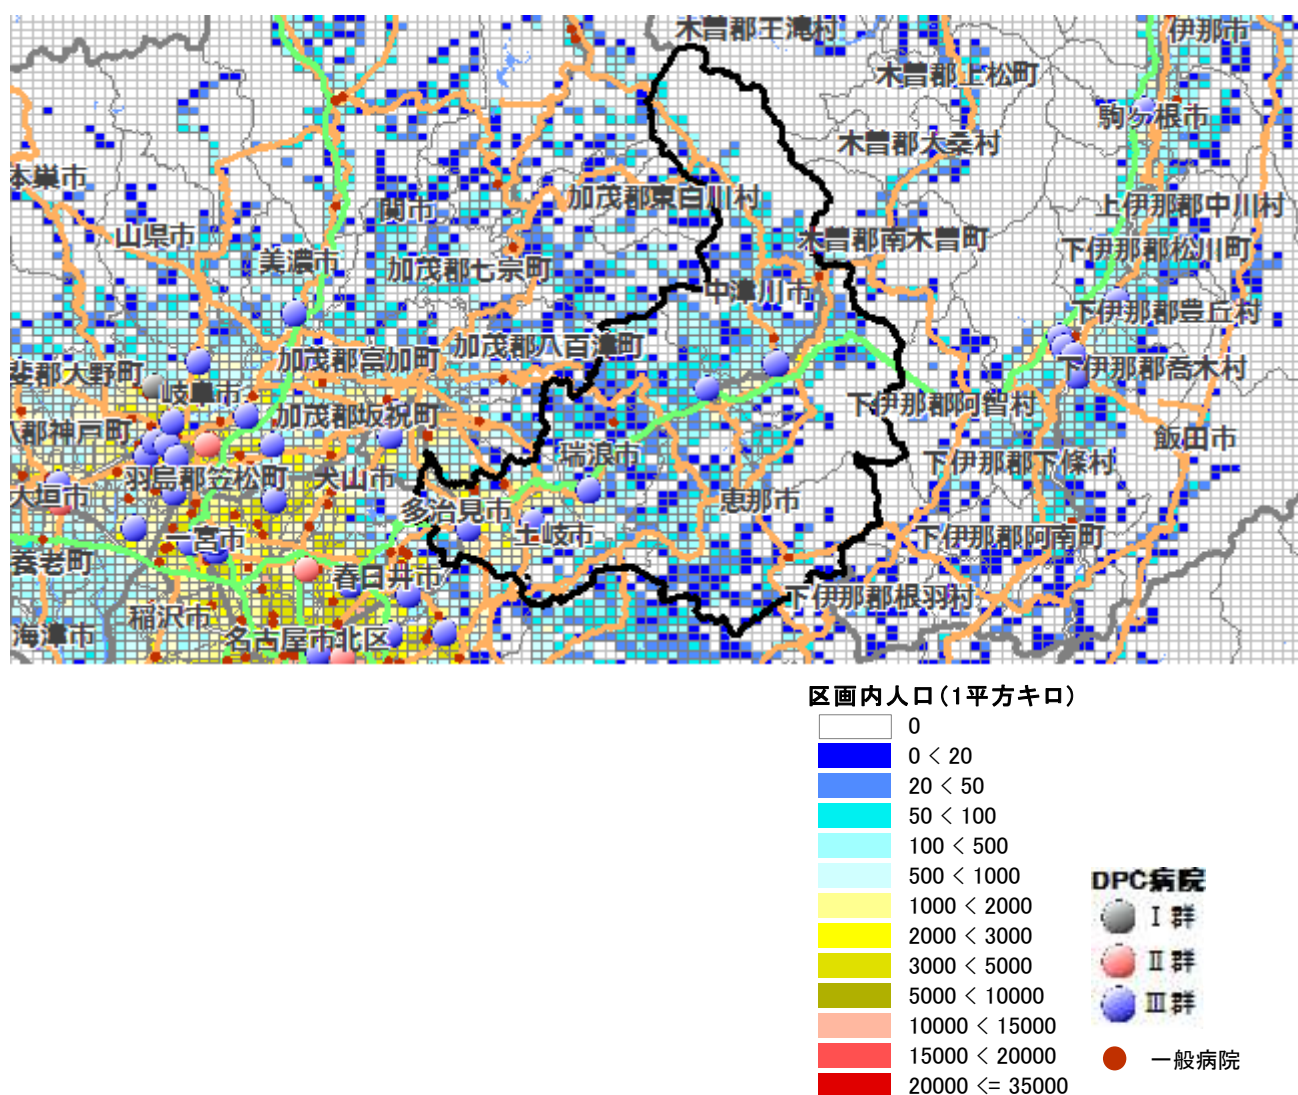 木曽郡王滝村
伊那市
木曽郡上松町
駒ヶ根市
木曽郡大桑村
本巣市
加茂郡東白川村
関市
上伊那郡中川村
山県市
木曽郡南木曽町
下伊那郡松川町
美濃市
加茂郡七宗町
中津川市
下伊那郡豊丘村
加茂郡八百津町
加茂郡富加町
斐郡大野町
下伊那郡喬木村
岐阜市
加茂郡坂祝町
下伊那郡阿智村
八郡神戸町
飯田市
瑞浪市
下伊那郡下條村
羽島郡笠松町
犬山市
大垣市
恵那市
多治見市
土岐市
一宮市
下伊那郡阿南町
養老町
春日井市
下伊那郡根羽村
稲沢市
海津市
名古屋市北区
区画内人口(1平方キロ)
0
0 < 20
20 < 50
50 < 100
100 < 500
500 < 1000
1000 < 2000
2000 < 3000
3000 < 5000
5000 < 10000
10000 < 15000
15000 < 20000
20000 <= 35000
DPC病院
Ⅰ群
Ⅱ群
Ⅲ群
一般病院